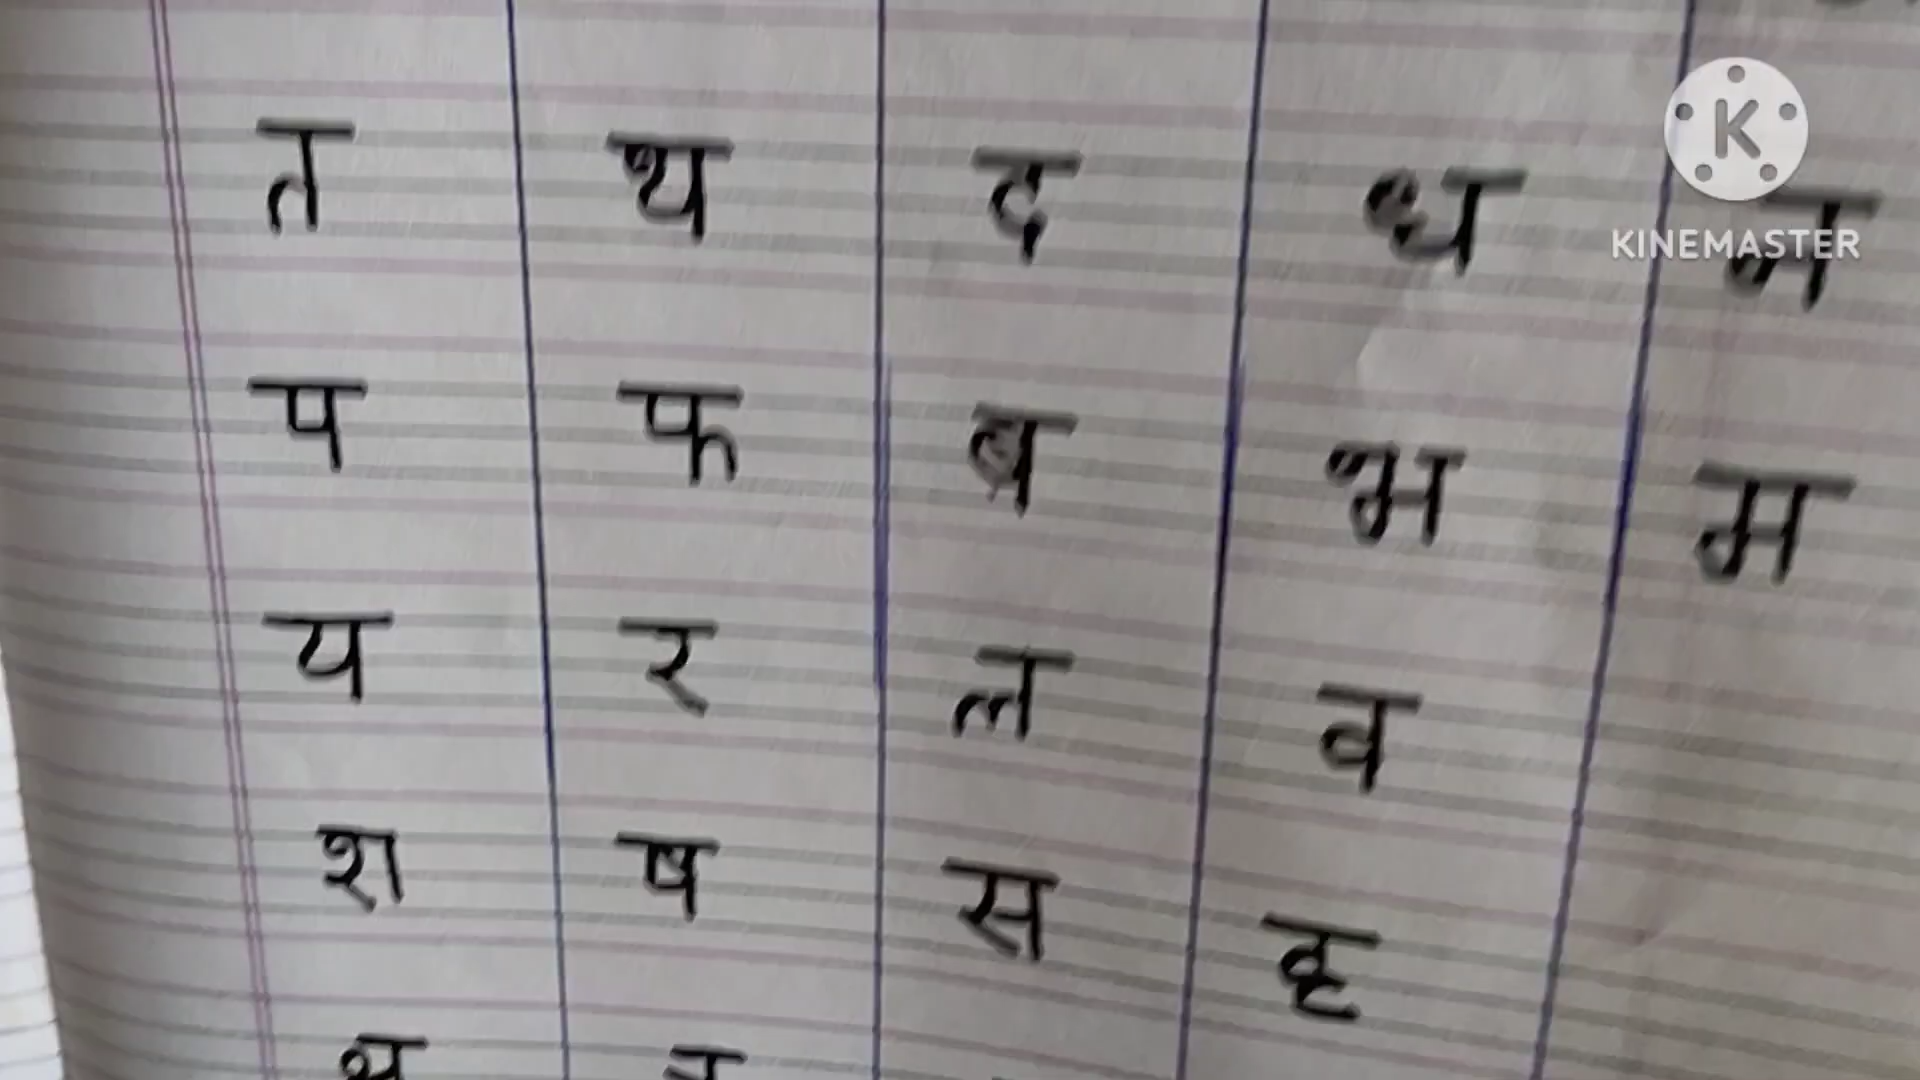 त थ द ध न
KINEMASTER
प फ ब भ म
य र ल व
श ष स ह